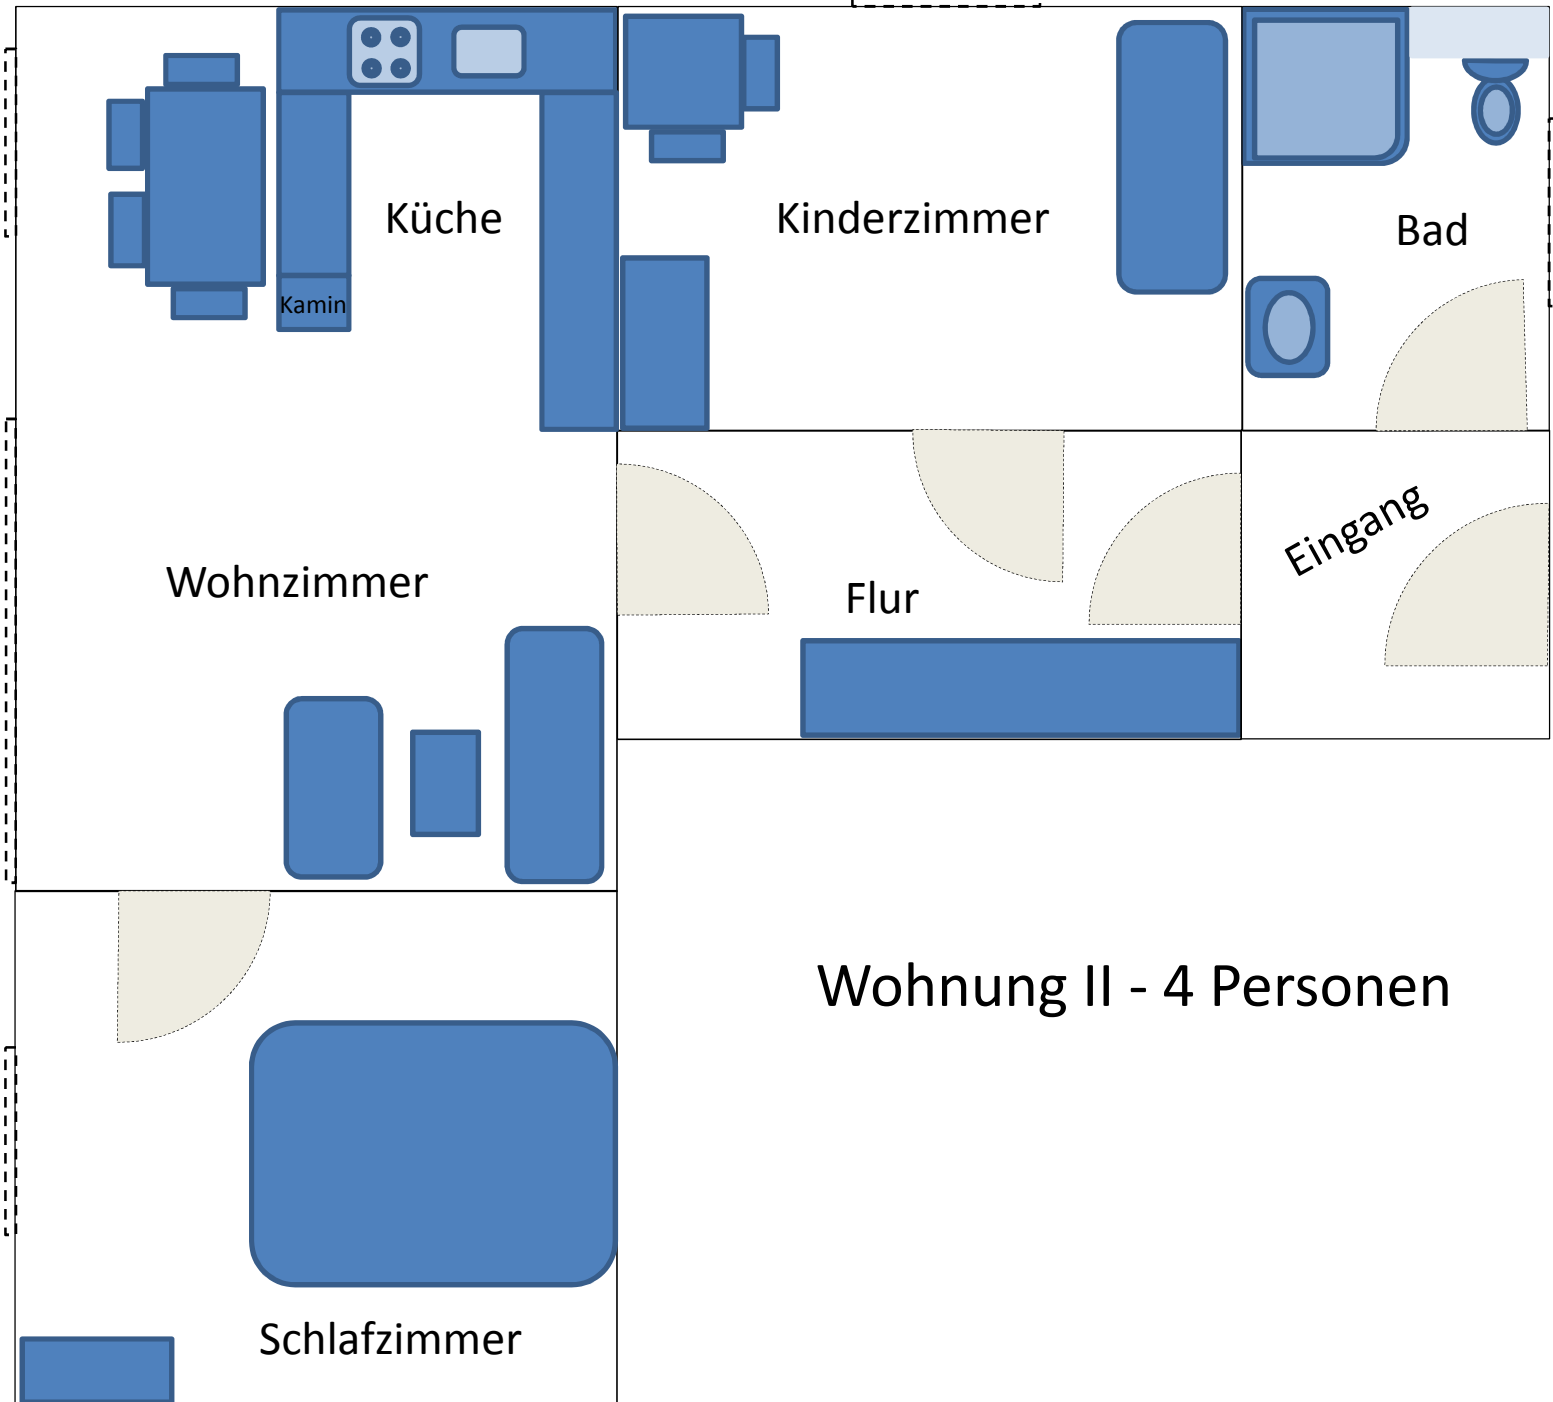 Küche
Kinderzimmer
Bad
Kamin
Eingang
Wohnzimmer
Flur
Wohnung II - 4 Personen
Schlafzimmer